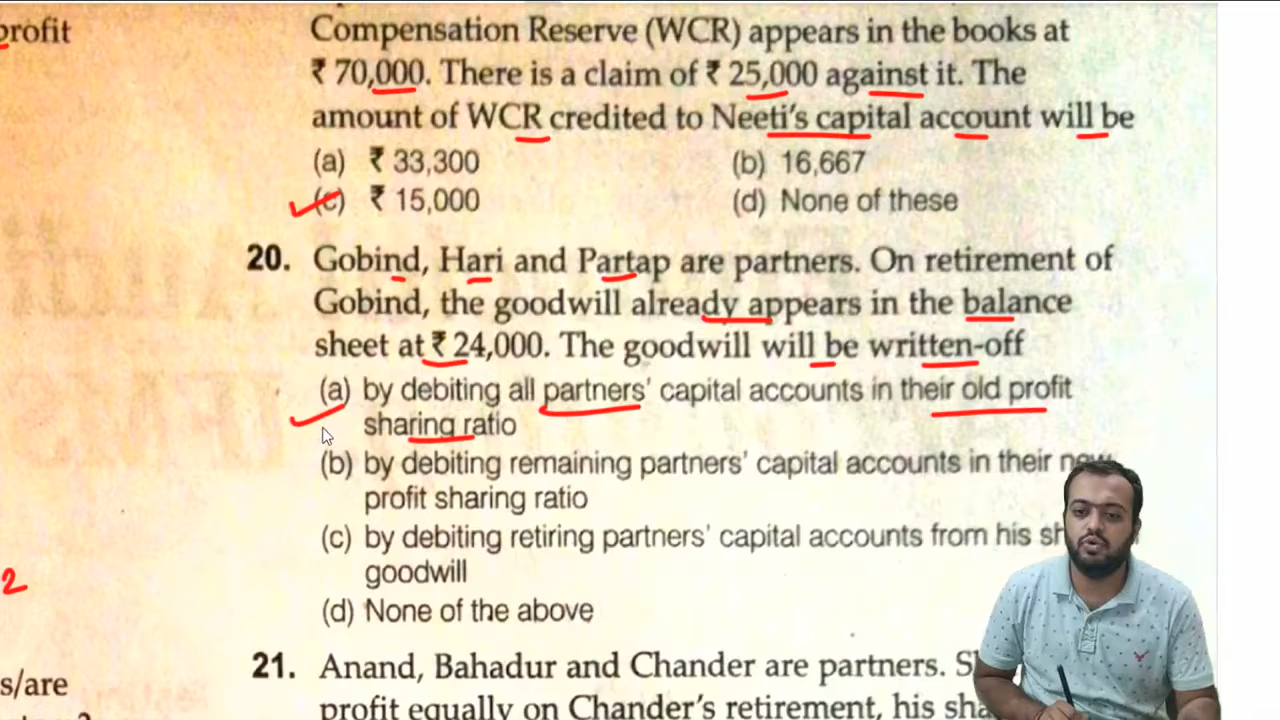 profit
Compensation Reserve (WCR) appears in the books at
₹ 70,000. There is a claim of ₹ 25,000 against it. The
amount of WCR credited to Neeti's capital account will be
(a) ₹ 33,300 (b) 16,667
(c) ₹ 15,000 (d) None of these
20. Gobind, Hari and Partap are partners. On retirement of
Gobind, the goodwill already appears in the balance
sheet at ₹ 24,000. The goodwill will be written-off
(a) by debiting all partners' capital accounts in their old profit
sharing ratio
(b) by debiting remaining partners' capital accounts in their new
profit sharing ratio
(c) by debiting retiring partners' capital accounts from his
goodwill
(d) None of the above
2
21. Anand, Bahadur and Chander are partners.
s/are
profit equally on Chander's retirement, his